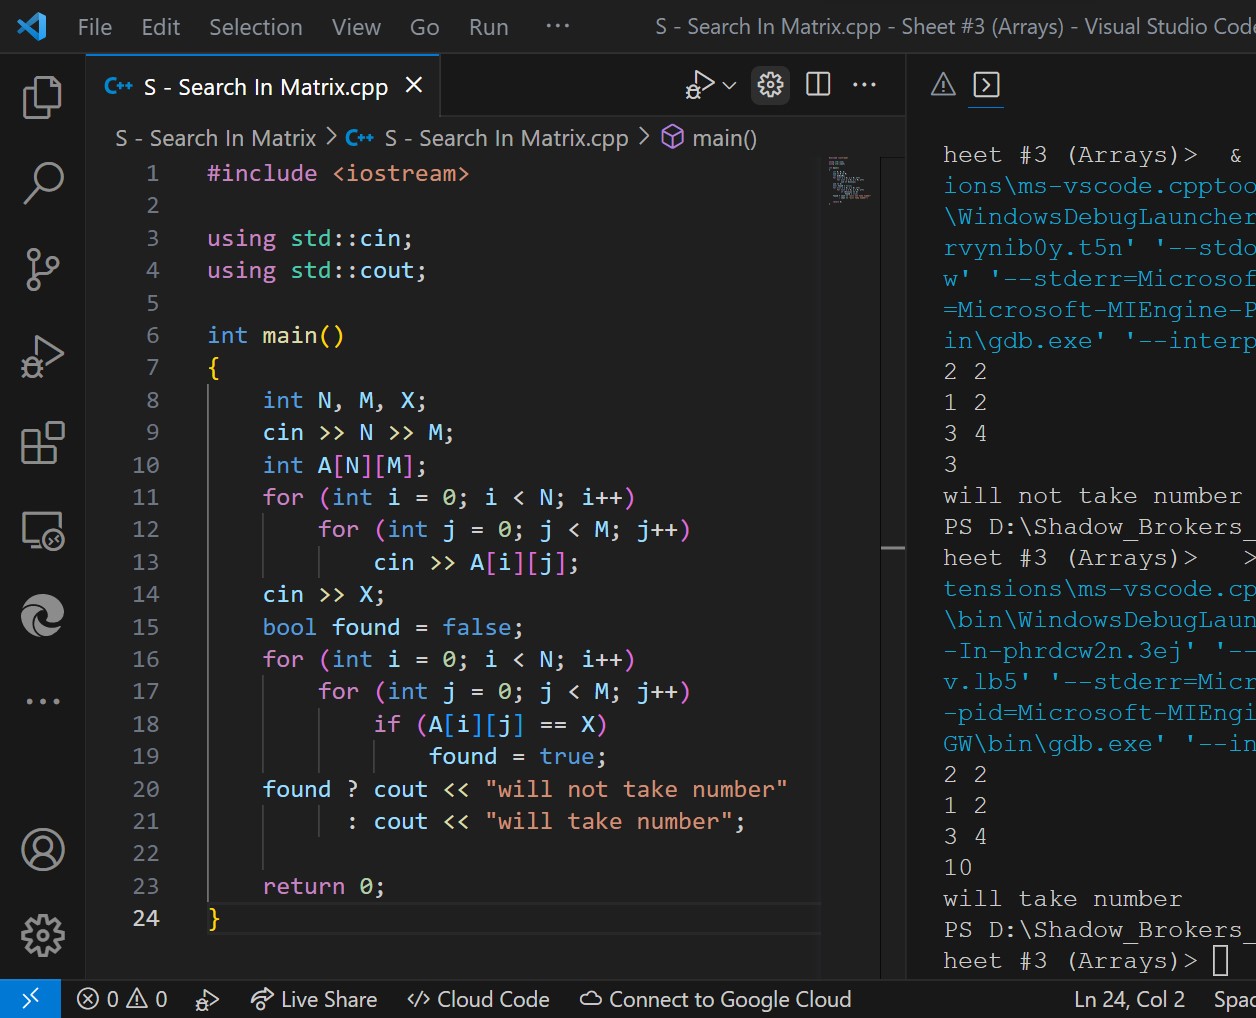 File Edit Selection View Go Run ··· S - Search In Matrix.cpp - Sheet #3 (Arrays) - Visual Studio Code
C++ S - Search In Matrix.cpp
S - Search In Matrix > C++ S - Search In Matrix.cpp > main()
1 #include <iostream>
2
3 using std::cin;
4 using std::cout;
5
6 int main()
7 {
8 int N, M, X;
9 cin >> N >> M;
10 int A[N][M];
11 for (int i = 0; i < N; i++)
12 for (int j = 0; j < M; j++)
13 cin >> A[i][j];
14 cin >> X;
15 bool found = false;
16 for (int i = 0; i < N; i++)
17 for (int j = 0; j < M; j++)
18 if (A[i][j] == X)
19 found = true;
20 found ? cout << "will not take number"
21 : cout << "will take number";
22
23 return 0;
24 }
heet #3 (Arrays)> &
ions\ms-vscode.cpptoo
\WindowsDebugLauncher
rvynib0y.t5n' '--stdo
w' '--stderr=Microsof
=Microsoft-MIEngine-P
in\gdb.exe' '--interp
2 2
1 2
3 4
3
will not take number
PS D:\Shadow_Brokers_
heet #3 (Arrays)> >
tensions\ms-vscode.cp
\bin\WindowsDebugLaun
-In-phrdcw2n.3ej' '--
v.lb5' '--stderr=Micr
-pid=Microsoft-MIEngi
GW\bin\gdb.exe' '--in
2 2
1 2
3 4
10
will take number
PS D:\Shadow_Brokers_
heet #3 (Arrays)>
0 0 Live Share Cloud Code Connect to Google Cloud Ln 24, Col 2 Spac